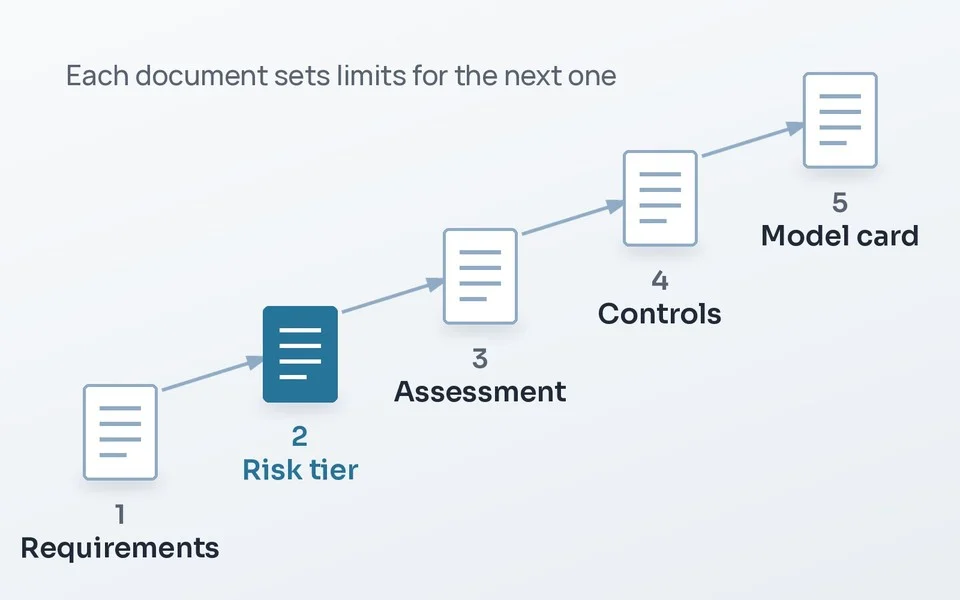 Each document sets limits for the next one
1
Requirements
2
Risk tier
3
Assessment
4
Controls
5
Model card